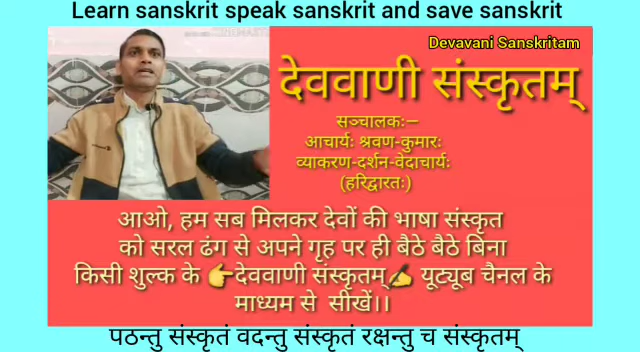 Learn sanskrit speak sanskrit and save sanskrit
Devavani Sanskritam
देववाणी संस्कृतम्
सञ्चालकः—
आचार्यः श्रवण-कुमारः
व्याकरण-दर्शन-वेदाचार्यः
(हरिद्वारतः)
आओ, हम सब मिलकर देवों की भाषा संस्कृत
को सरल ढंग से अपने गृह पर ही बैठे बैठे बिना
किसी शुल्क के 👉देववाणी संस्कृतम्✍ यूट्यूब चैनल के
माध्यम से सीखें।।
पठन्तु संस्कृतं वदन्तु संस्कृतं रक्षन्तु च संस्कृतम्